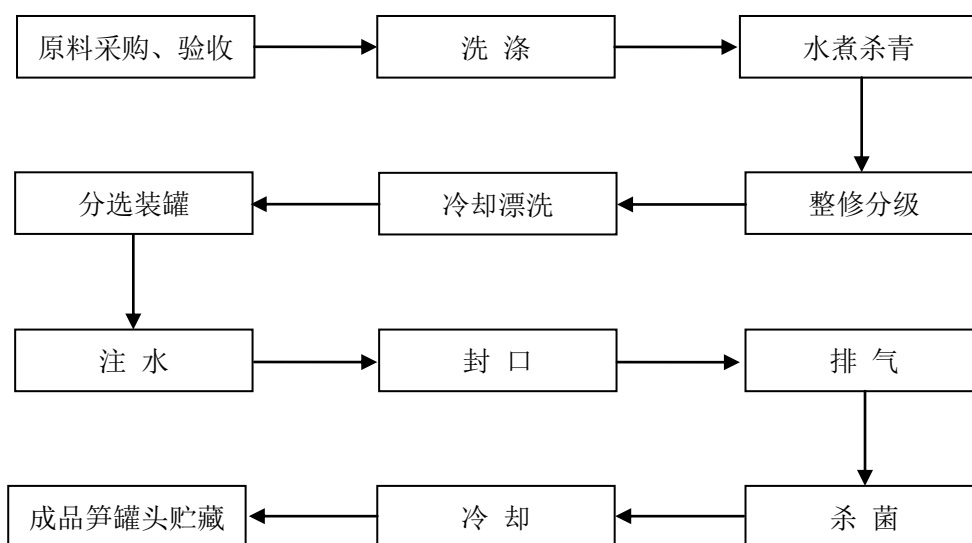 原料采购、验收
洗 涤
水煮杀青
整修分级
冷却漂洗
分选装罐
注 水
封 口
排 气
杀 菌
冷 却
成品笋罐头贮藏